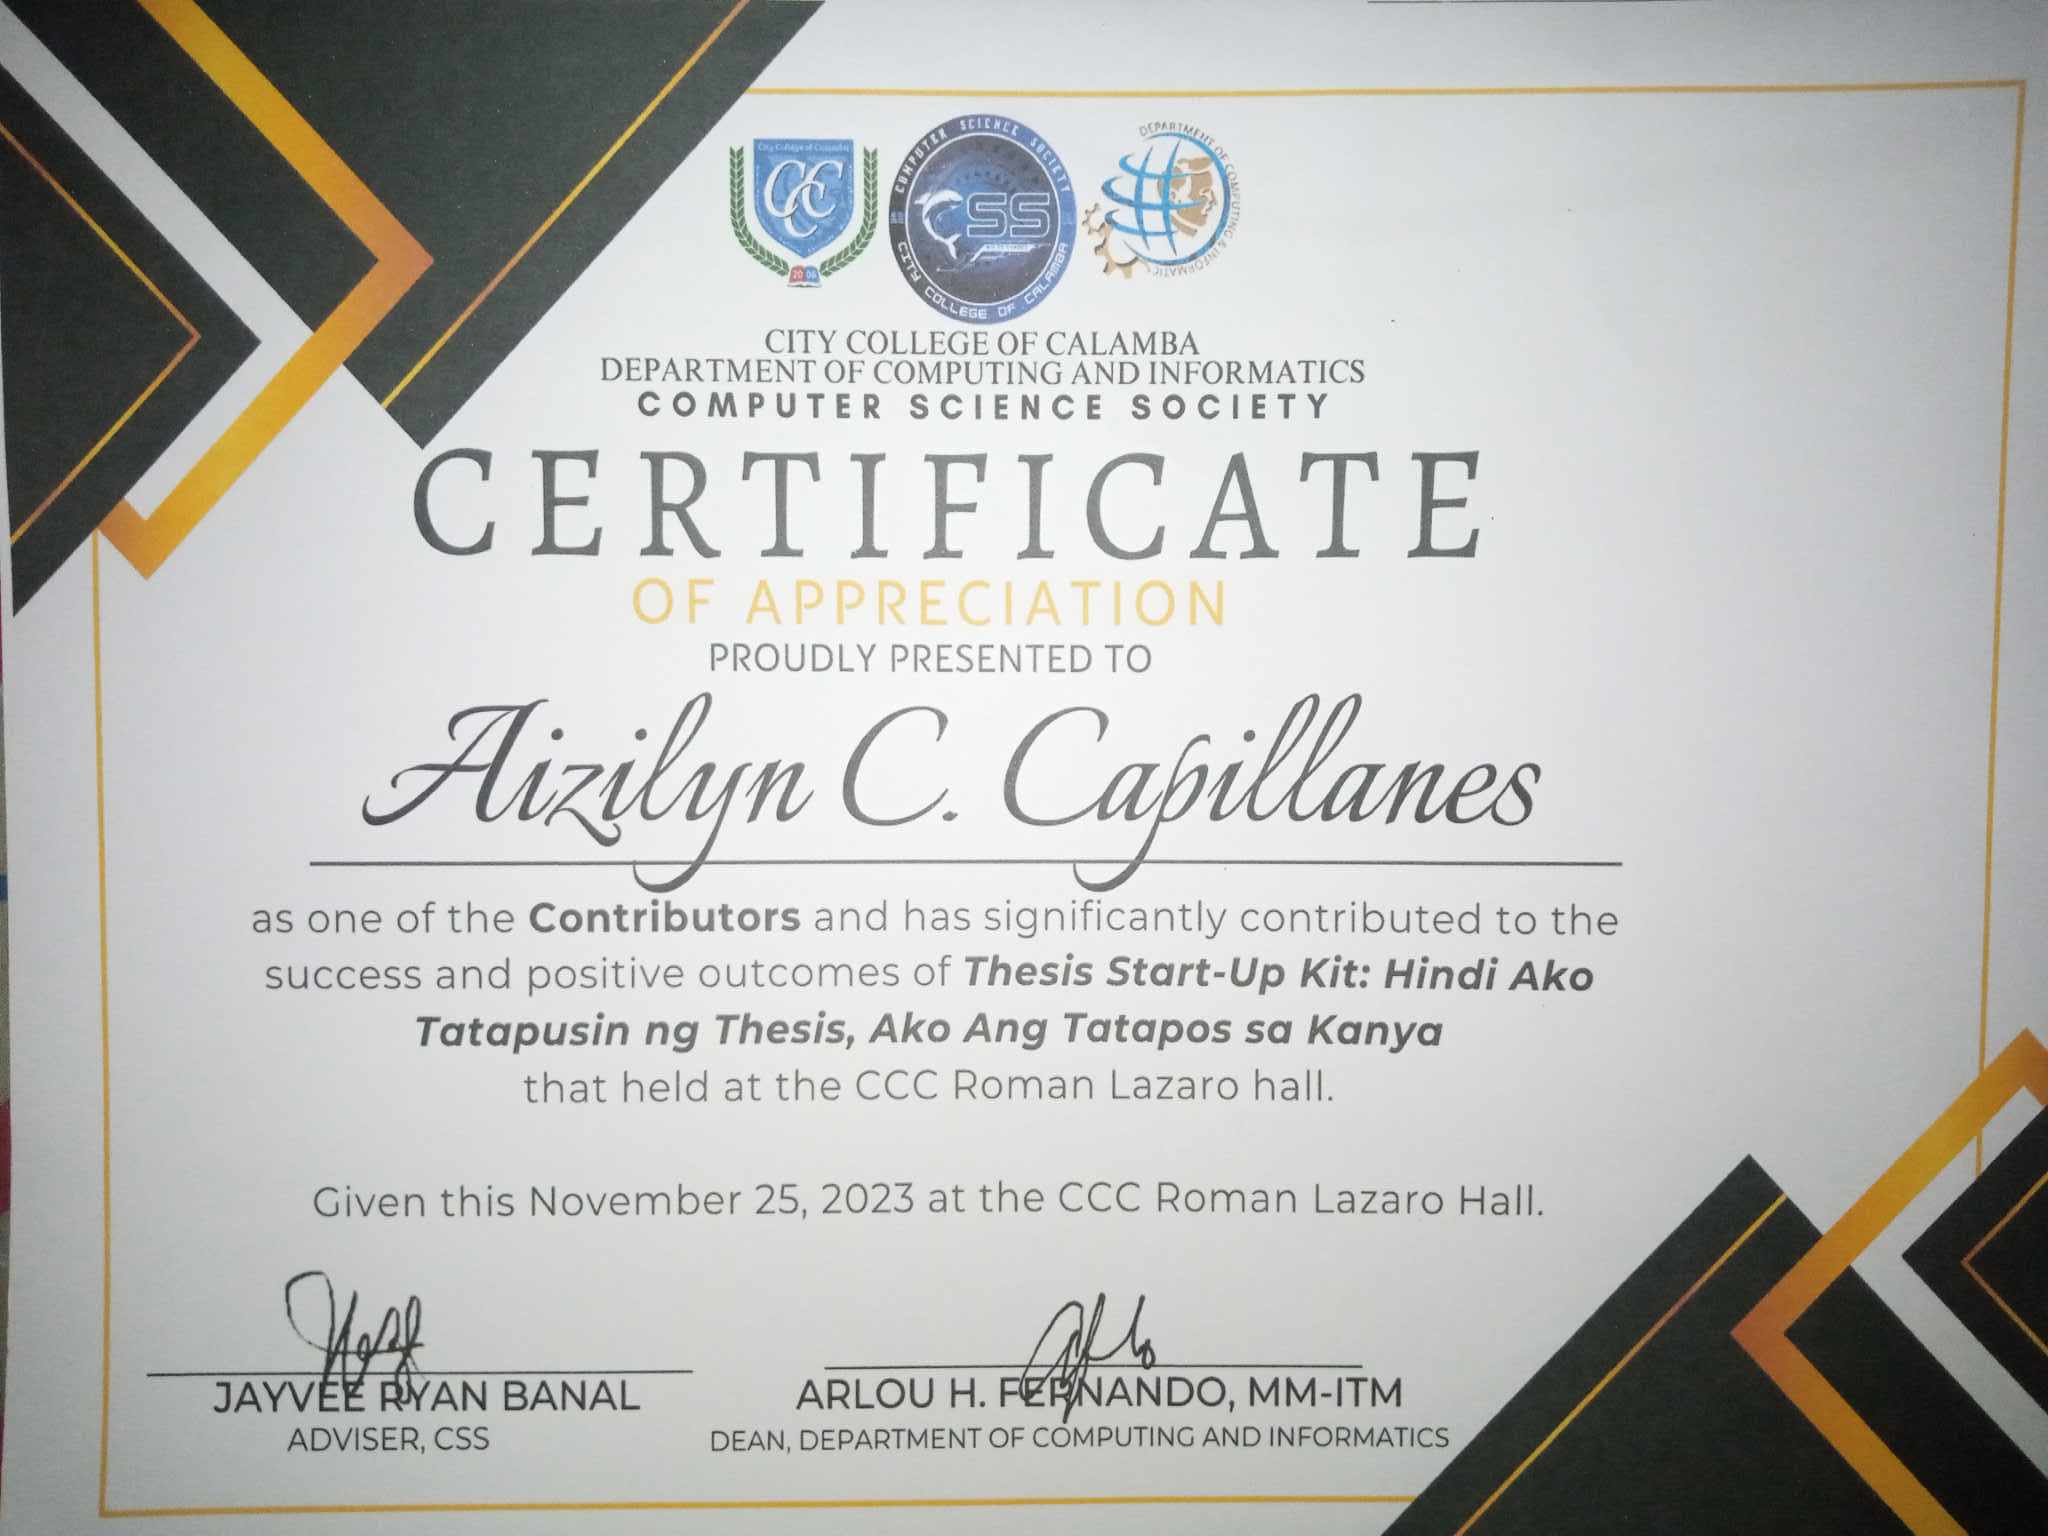 City College of Calamba
CCC
2006
COMPUTER SCIENCE SOCIETY
CSS
CITY COLLEGE OF CALAMBA
DEPARTMENT OF COMPUTING & INFORMATICS
CITY COLLEGE OF CALAMBA
DEPARTMENT OF COMPUTING AND INFORMATICS
COMPUTER SCIENCE SOCIETY
CERTIFICATE
OF APPRECIATION
PROUDLY PRESENTED TO
Aizilyn C. Capillanes
as one of the Contributors and has significantly contributed to the
success and positive outcomes of Thesis Start-Up Kit: Hindi Ako
Tatapusin ng Thesis, Ako Ang Tatapos sa Kanya
that held at the CCC Roman Lazaro hall.
Given this November 25, 2023 at the CCC Roman Lazaro Hall.
JAYVEE RYAN BANAL
ADVISER, CSS
ARLOU H. FERNANDO, MM-ITM
DEAN, DEPARTMENT OF COMPUTING AND INFORMATICS